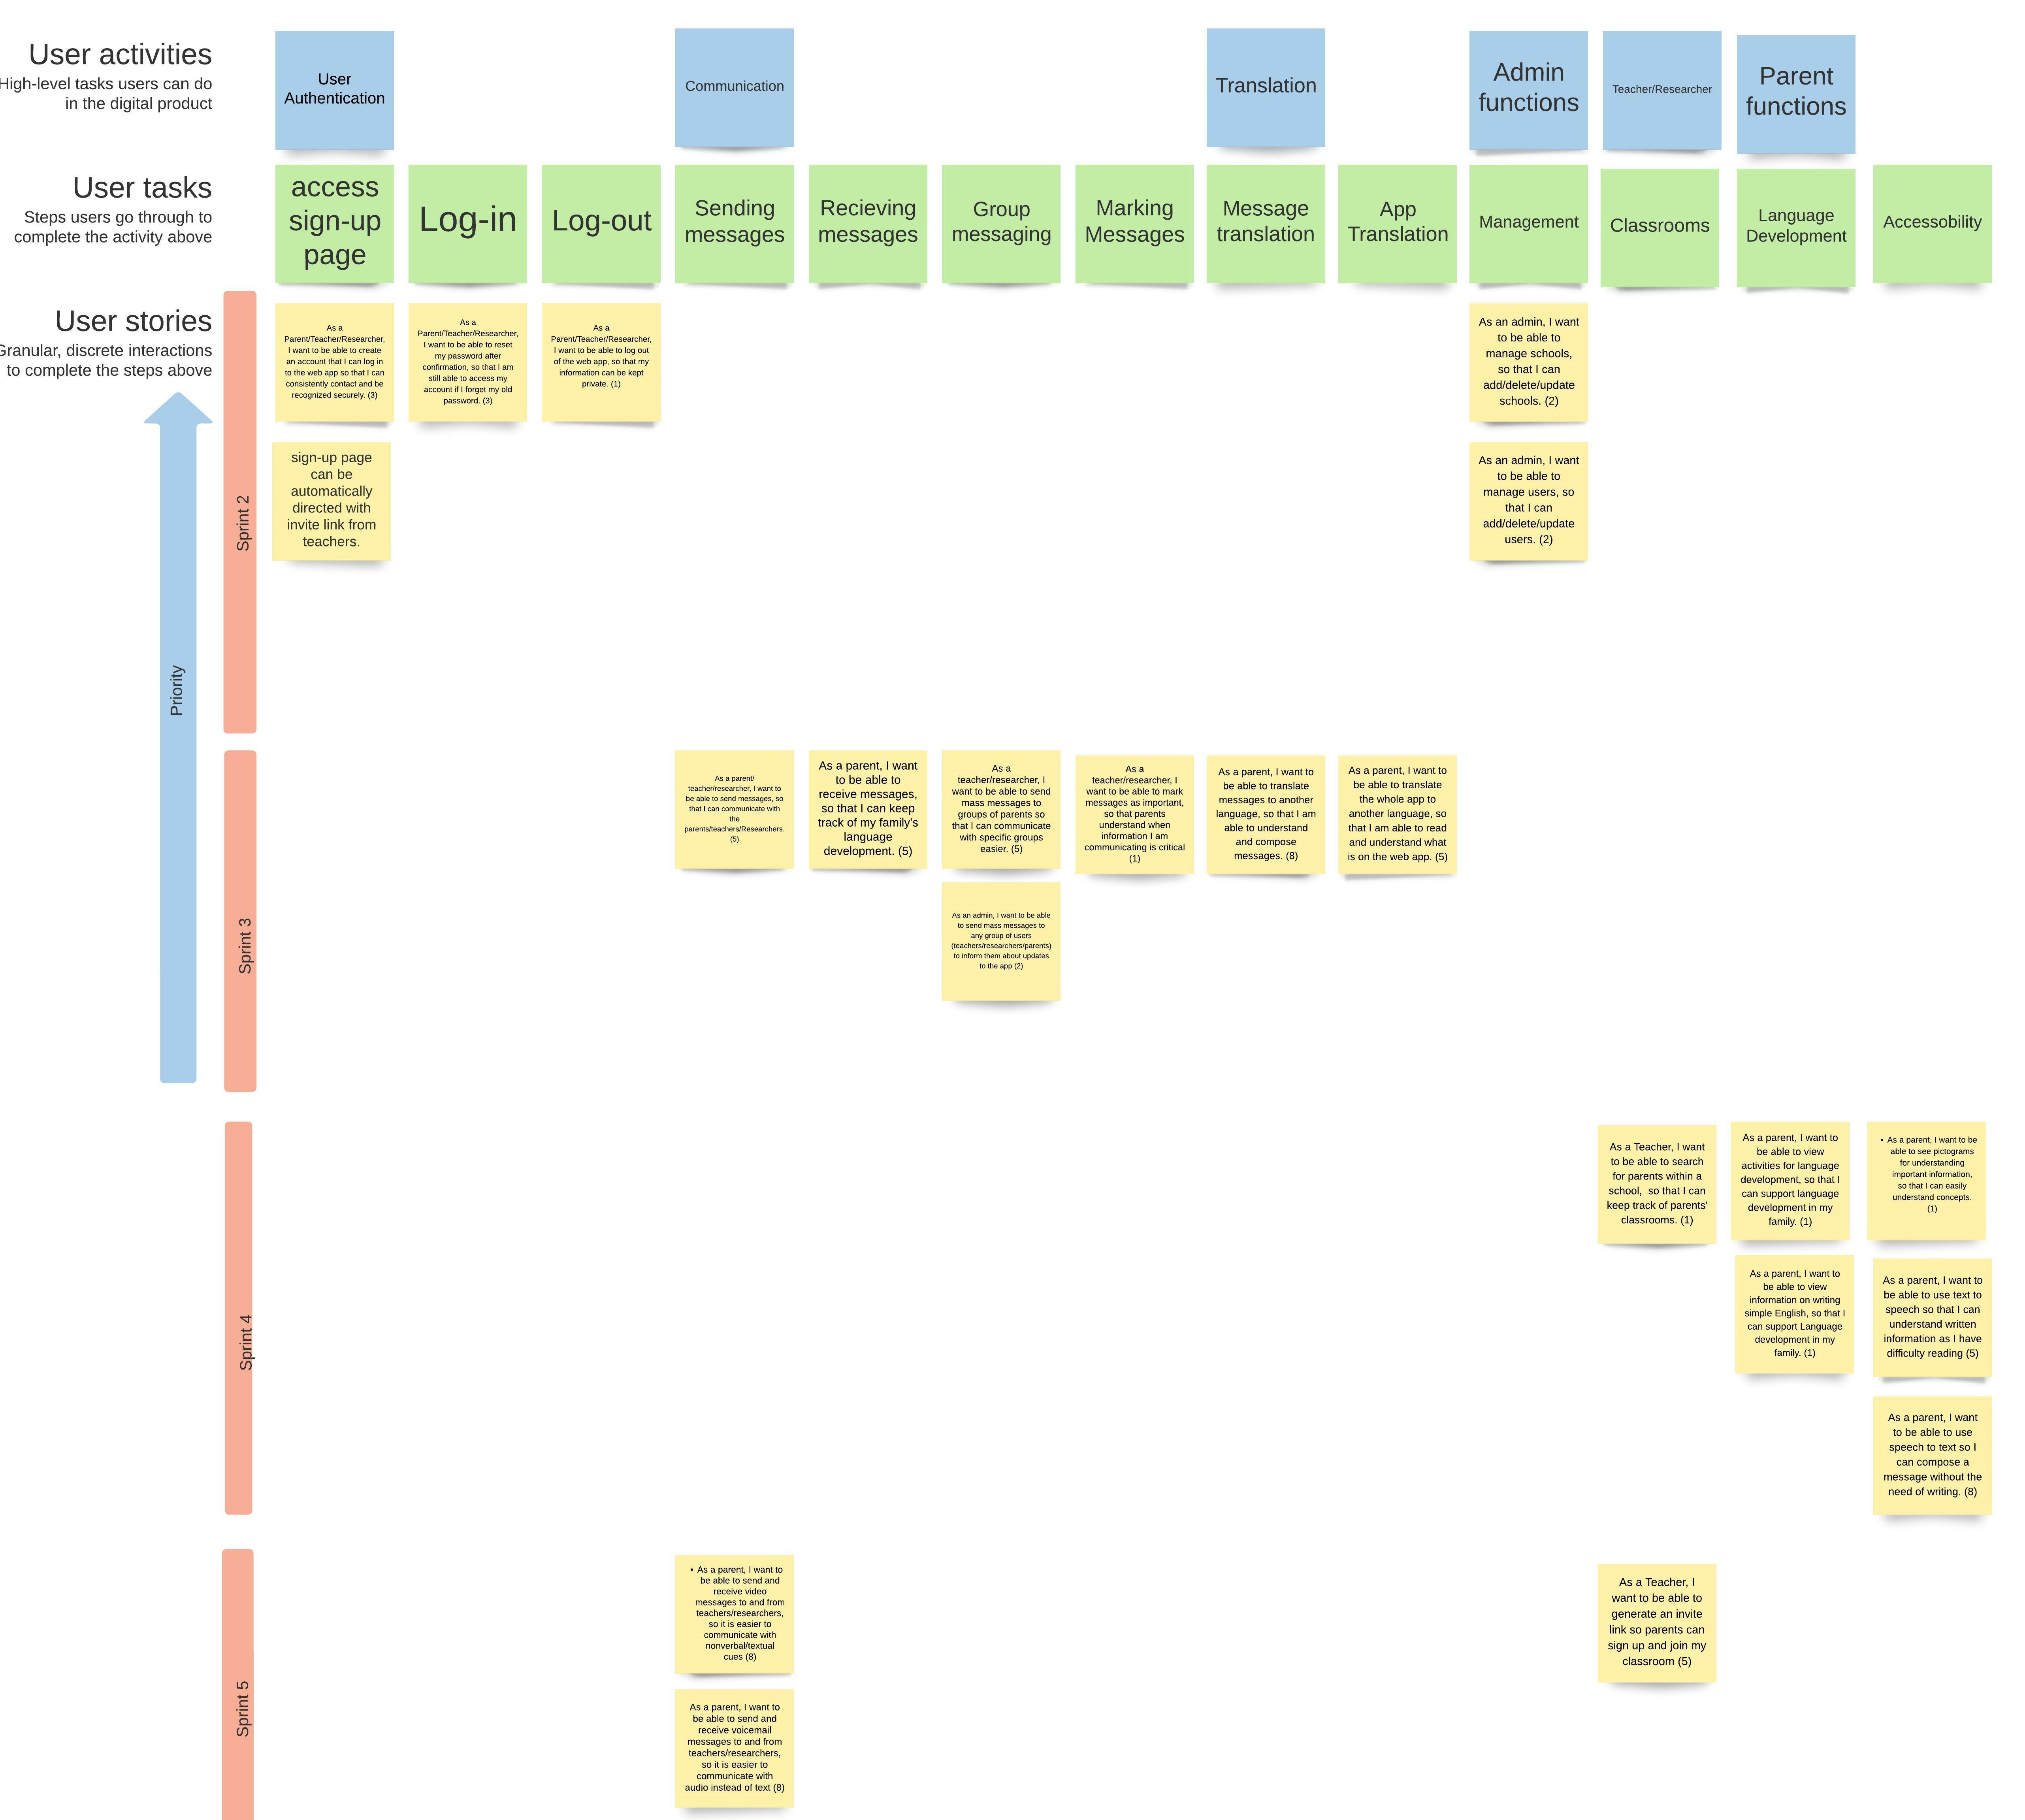 User activities
High-level tasks users can do
in the digital product
User
Authentication
Communication
Translation
Admin
functions
Teacher/Researcher
Parent
functions
User tasks
Steps users go through to
complete the activity above
access
sign-up
page
Log-in
Log-out
Sending
messages
Recieving
messages
Group
messaging
Marking
Messages
Message
translation
App
Translation
Management
Classrooms
Language
Development
Accessobility
User stories
Granular, discrete interactions
to complete the steps above
Priority
Sprint 2
As a
Parent/Teacher/Researcher,
I want to be able to create
an account that I can log in
to the web app so that I can
consistently contact and be
recognized securely. (3)
As a
Parent/Teacher/Researcher,
I want to be able to reset
my password after
confirmation, so that I am
still able to access my
account if I forget my old
password. (3)
As a
Parent/Teacher/Researcher,
I want to be able to log out
of the web app, so that my
information can be kept
private. (1)
As an admin, I want
to be able to
manage schools,
so that I can
add/delete/update
schools. (2)
sign-up page
can be
automatically
directed with
invite link from
teachers.
As an admin, I want
to be able to
manage users, so
that I can
add/delete/update
users. (2)
Sprint 3
As a parent/
teacher/researcher, I want to
be able to send messages, so
that I can communicate with
the
parents/teachers/Researchers.
(5)
As a parent, I want
to be able to
receive messages,
so that I can keep
track of my family's
language
development. (5)
As a
teacher/researcher, I
want to be able to send
mass messages to
groups of parents so
that I can communicate
with specific groups
easier. (5)
As a
teacher/researcher, I
want to be able to mark
messages as important,
so that parents
understand when
information I am
communicating is critical
(1)
As a parent, I want to
be able to translate
messages to another
language, so that I am
able to understand
and compose
messages. (8)
As a parent, I want to
be able to translate
the whole app to
another language, so
that I am able to read
and understand what
is on the web app. (5)
As an admin, I want to be able
to send mass messages to
any group of users
(teachers/researchers/parents)
to inform them about updates
to the app (2)
Sprint 4
As a Teacher, I want
to be able to search
for parents within a
school, so that I can
keep track of parents'
classrooms. (1)
As a parent, I want to
be able to view
activities for language
development, so that I
can support language
development in my
family. (1)
• As a parent, I want to be
able to see pictograms
for understanding
important information,
so that I can easily
understand concepts.
(1)
As a parent, I want to
be able to view
information on writing
simple English, so that I
can support Language
development in my
family. (1)
As a parent, I want to
be able to use text to
speech so that I can
understand written
information as I have
difficulty reading (5)
As a parent, I want
to be able to use
speech to text so I
can compose a
message without the
need of writing. (8)
Sprint 5
• As a parent, I want to
be able to send and
receive video
messages to and from
teachers/researchers,
so it is easier to
communicate with
nonverbal/textual
cues (8)
As a Teacher, I
want to be able to
generate an invite
link so parents can
sign up and join my
classroom (5)
As a parent, I want to
be able to send and
receive voicemail
messages to and from
teachers/researchers,
so it is easier to
communicate with
audio instead of text (8)